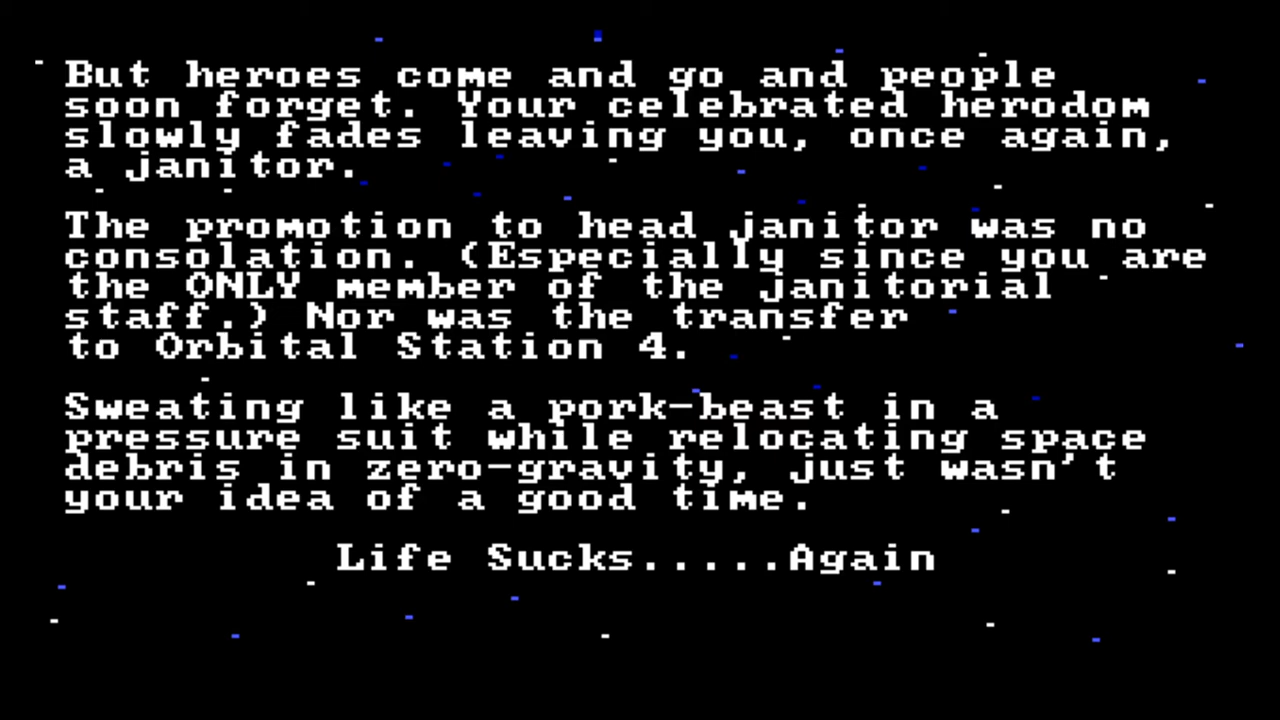 But heroes come and go and people
soon forget. Your celebrated herodom
slowly fades leaving you, once again,
a janitor.
The promotion to head janitor was no
consolation. (Especially since you are
the ONLY member of the janitorial
staff.) Nor was the transfer
to Orbital Station 4.
Sweating like a pork-beast in a
pressure suit while relocating space
debris in zero-gravity, just wasn't
your idea of a good time.
Life Sucks.....Again